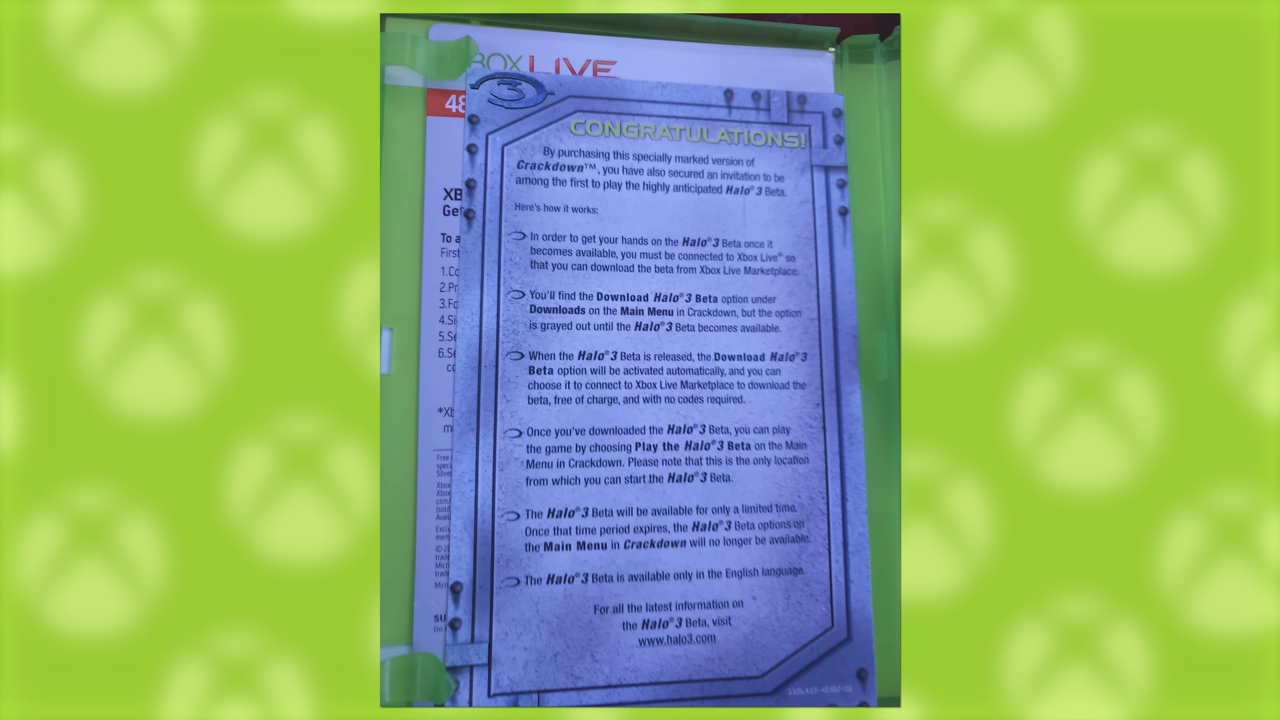 XBOX LIVE
48
3
CONGRATULATIONS!
By purchasing this specially marked version of
Crackdown™, you have also secured an invitation to be
among the first to play the highly anticipated Halo® 3 Beta.
Here's how it works:
In order to get your hands on the Halo® 3 Beta once it
becomes available, you must be connected to Xbox Live® so
that you can download the beta from Xbox Live Marketplace.
You'll find the Download Halo® 3 Beta option under
Downloads on the Main Menu in Crackdown, but the option
is grayed out until the Halo® 3 Beta becomes available.
When the Halo® 3 Beta is released, the Download Halo® 3
Beta option will be activated automatically, and you can
choose it to connect to Xbox Live Marketplace to download the
beta, free of charge, and with no codes required.
Once you've downloaded the Halo® 3 Beta, you can play
the game by choosing Play the Halo® 3 Beta on the Main
Menu in Crackdown. Please note that this is the only location
from which you can start the Halo® 3 Beta.
The Halo® 3 Beta will be available for only a limited time.
Once that time period expires, the Halo® 3 Beta options on
the Main Menu in Crackdown will no longer be available.
The Halo® 3 Beta is available only in the English language.
For all the latest information on
the Halo® 3 Beta, visit
www.halo3.com
XB
Ge
To a
First
1.Co
2.Pr
3.Fo
4.Si
5.Se
6.Se
*Xb
m
Free